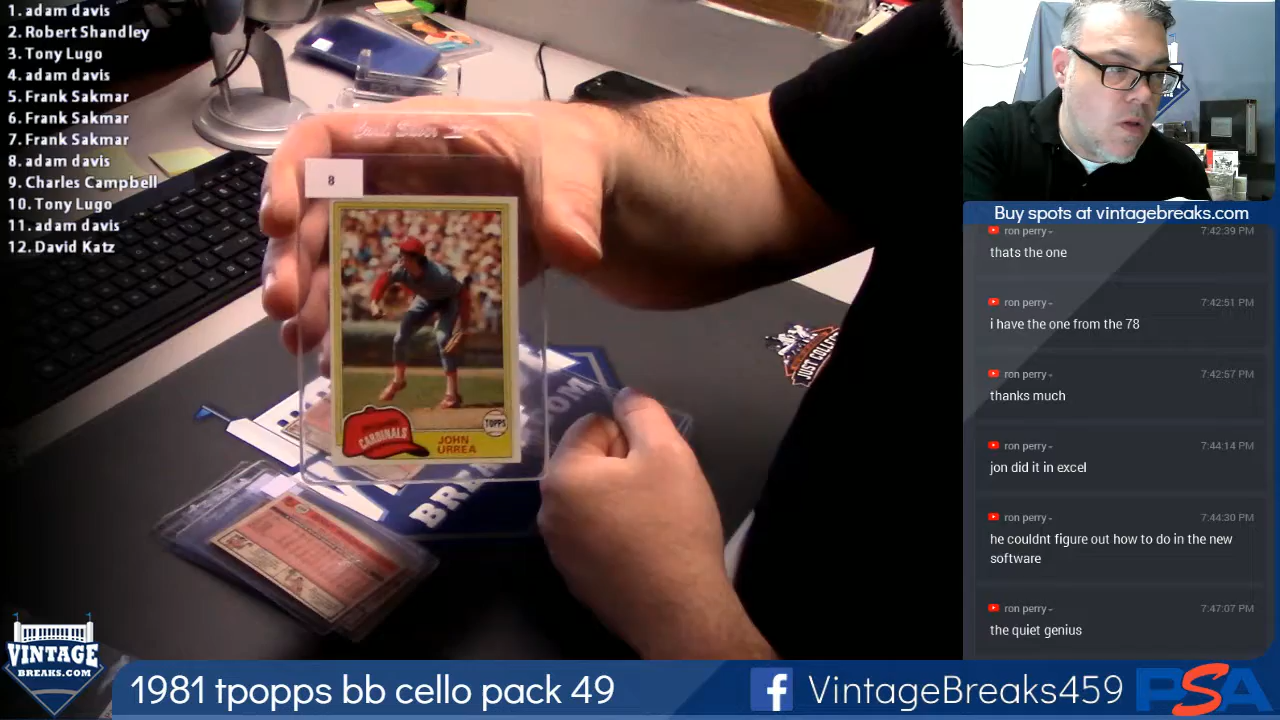 1. adam davis
2. Robert Shandley
3. Tony Lugo
4. adam davis
5. Frank Sakmar
6. Frank Sakmar
7. Frank Sakmar
8. adam davis
9. Charles Campbell
10. Tony Lugo
11. adam davis
12. David Katz
8
CARDINALS
JOHN
URREA
TOPPS
JUST COLLECT
BREA
OM
VINTAGE
BREAKS.COM
1981 tpopps bb cello pack 49
VintageBreaks459
PSA
Buy spots at vintagebreaks.com
ron perry
7:42:39 PM
thats the one
ron perry
7:42:51 PM
i have the one from the 78
ron perry
7:42:57 PM
thanks much
ron perry
7:44:14 PM
jon did it in excel
ron perry
7:44:30 PM
he couldnt figure out how to do in the new
software
ron perry
7:47:07 PM
the quiet genius